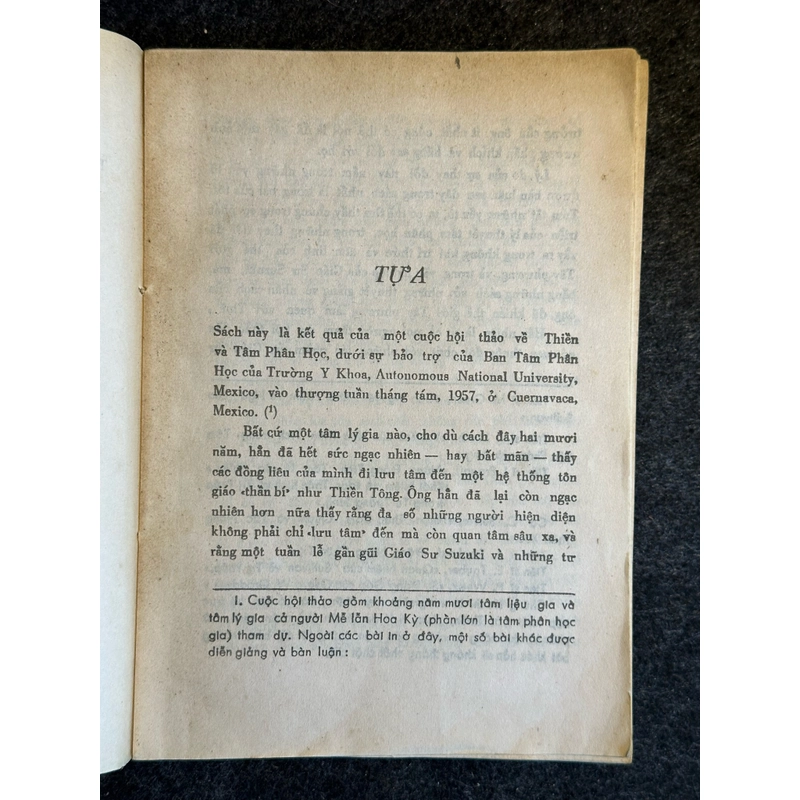 TỰA
Sách này là kết quả của một cuộc hội thảo về Thiền
và Tâm Phân Học, dưới sự bảo trợ của Ban Tâm Phân
Học của Trường Y Khoa, Autonomous National University,
Mexico, vào thượng tuần tháng tám, 1957, ở Cuernavaca,
Mexico. (¹)
Bất cứ một tâm lý gia nào, cho dù cách đây hai mươi
năm, hẳn đã hết sức ngạc nhiên — hay bất mãn — thấy
các đồng liêu của mình đi lưu tâm đến một hệ thống tôn
giáo «thần bí» như Thiền Tông. Ông hẳn đã lại còn ngạc
nhiên hơn nữa thấy rằng đa số những người hiện diện
không phải chỉ «lưu tâm» đến mà còn quan tâm sâu xa, và
rằng một tuần lễ gần gũi Giáo Sư Suzuki và những tư
1. Cuộc hội thảo gồm khoảng năm mươi tâm liệu gia và
tâm lý gia cả người Mễ lẫn Hoa Kỳ (phần lớn là tâm phân học
gia) tham dự. Ngoài các bài in ở đây, một số bài khác được
diễn giảng và bàn luận :